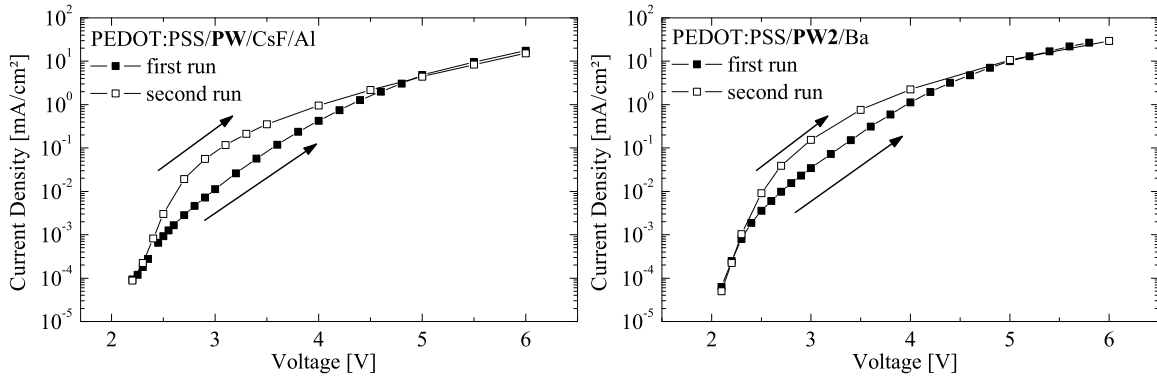 PEDOT:PSS/PW/CsF/Al
first run
second run
Current Density [mA/cm²]
10²
10¹
10⁰
10⁻¹
10⁻²
10⁻³
10⁻⁴
10⁻⁵
2 3 4 5 6
Voltage [V]
PEDOT:PSS/PW2/Ba
first run
second run
Current Density [mA/cm²]
10²
10¹
10⁰
10⁻¹
10⁻²
10⁻³
10⁻⁴
10⁻⁵
2 3 4 5 6
Voltage [V]